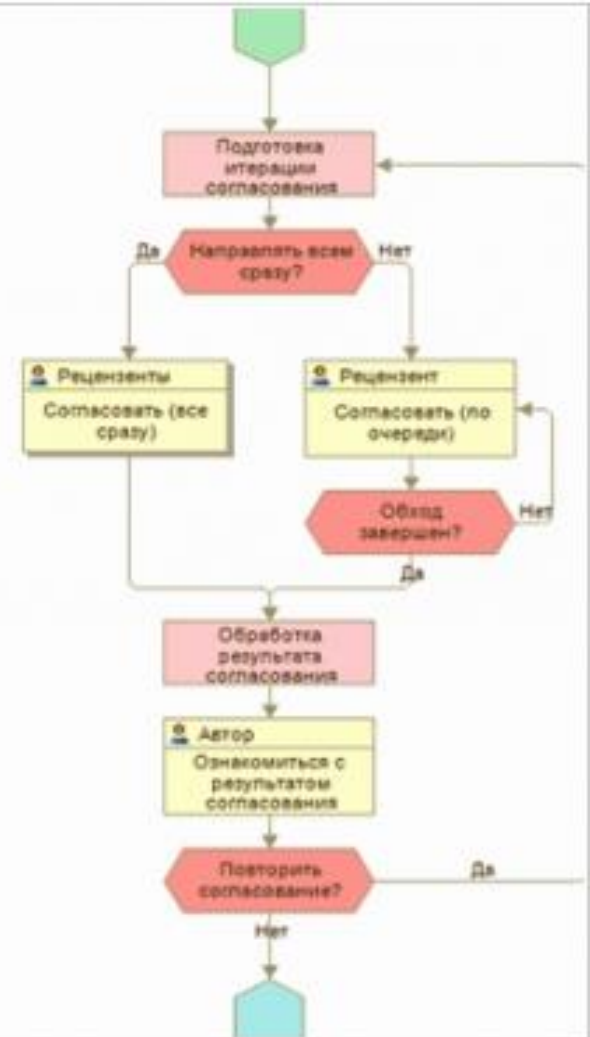 Подготовка
итерации
согласования
Да
Направлять всем
сразу?
Нет
Рецензенты
Согласовать (все
сразу)
Рецензент
Согласовать (по
очереди)
Обход
завершен?
Нет
Да
Обработка
результата
согласования
Автор
Ознакомиться с
результатом
согласования
Повторить
согласование?
Да
Нет